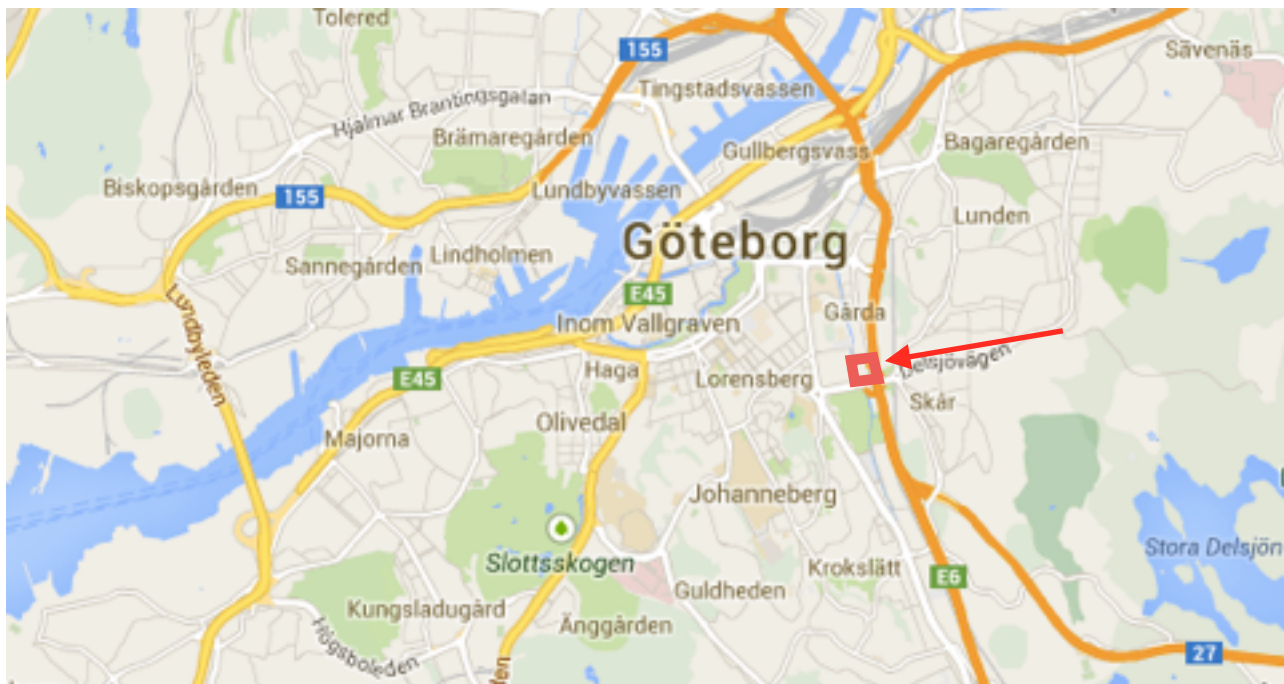 Tolered
155
Sävenäs
Tingstadsvassen
Hjalmar Brantingsgatan
Brämaregården
Bagaregården
Gullbergsvass
Biskopsgården
155
Lundbyvassen
Lunden
Göteborg
Lindholmen
Sannegården
E45
Lundbyleden
Gårda
Inom Vallgraven
Delsjövägen
Haga
Lorensberg
E45
Skår
Olivedal
Majorna
Johanneberg
Stora Delsjön
Slottsskogen
Krokslätt
E6
Guldheden
Kungsladugård
Änggården
Högsboleden
27